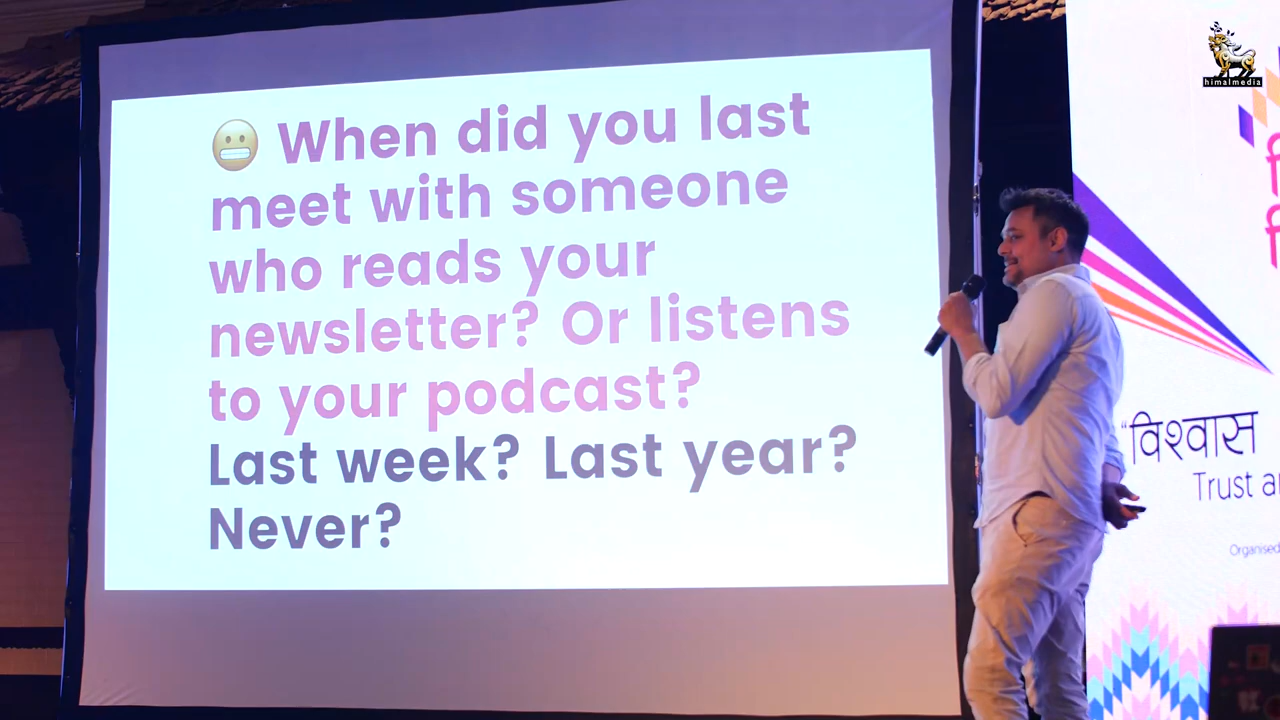 😬 When did you last
meet with someone
who reads your
newsletter? Or listens
to your podcast?
Last week? Last year?
Never?
himalmedia
“विश्वास
Trust
Organised